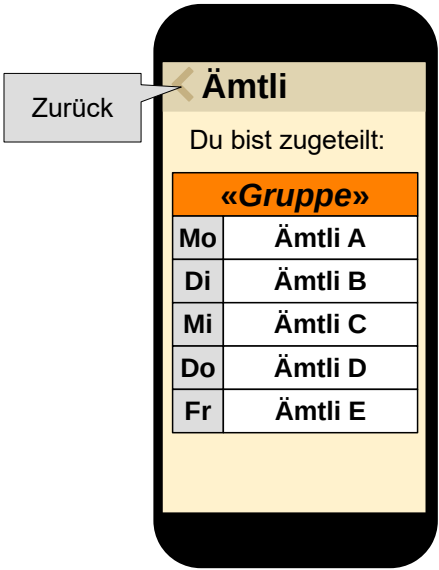 Ämtli
Zurück
Du bist zugeteilt:
«Gruppe»
Mo Ämtli A
Di Ämtli B
Mi Ämtli C
Do Ämtli D
Fr Ämtli E